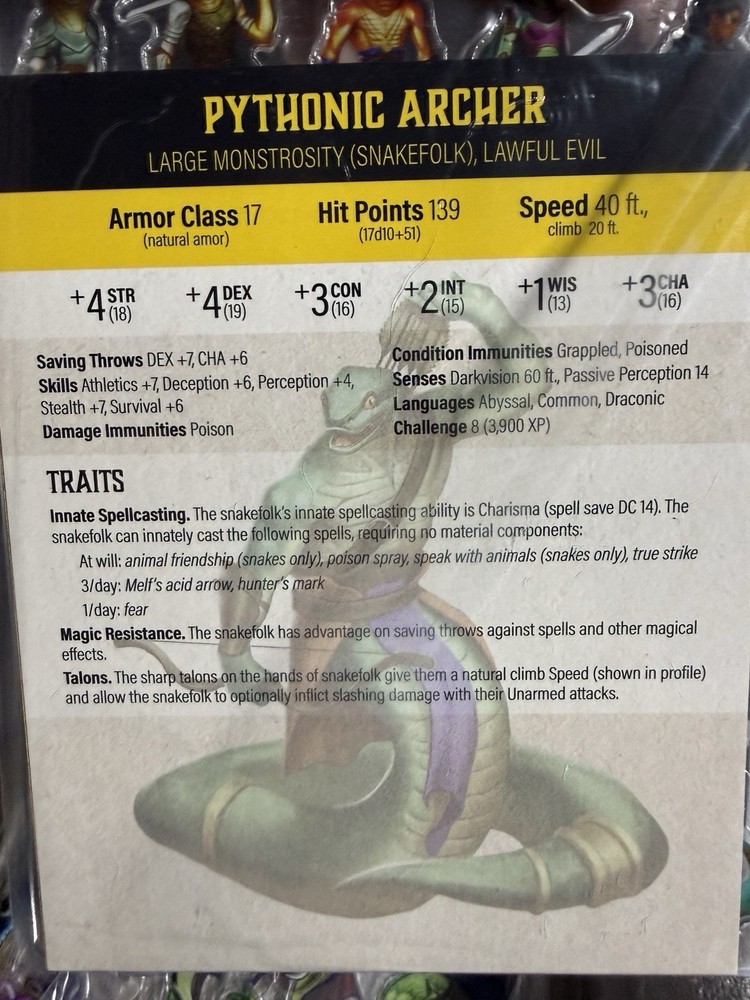 PYTHONIC ARCHER
LARGE MONSTROSITY (SNAKEFOLK), LAWFUL EVIL
Armor Class 17
(natural amor)
Hit Points 139
(17d10+51)
Speed 40 ft.,
climb 20 ft.
+4 STR (18)
+4 DEX (19)
+3 CON (16)
+2 INT (15)
+1 WIS (13)
+3 CHA (16)
Saving Throws DEX +7, CHA +6
Skills Athletics +7, Deception +6, Perception +4,
Stealth +7, Survival +6
Damage Immunities Poison
Condition Immunities Grappled, Poisoned
Senses Darkvision 60 ft., Passive Perception 14
Languages Abyssal, Common, Draconic
Challenge 8 (3,900 XP)
TRAITS
Innate Spellcasting. The snakefolk's innate spellcasting ability is Charisma (spell save DC 14). The
snakefolk can innately cast the following spells, requiring no material components:
At will: animal friendship (snakes only), poison spray, speak with animals (snakes only), true strike
3/day: Melf's acid arrow, hunter's mark
1/day: fear
Magic Resistance. The snakefolk has advantage on saving throws against spells and other magical
effects.
Talons. The sharp talons on the hands of snakefolk give them a natural climb Speed (shown in profile)
and allow the snakefolk to optionally inflict slashing damage with their Unarmed attacks.